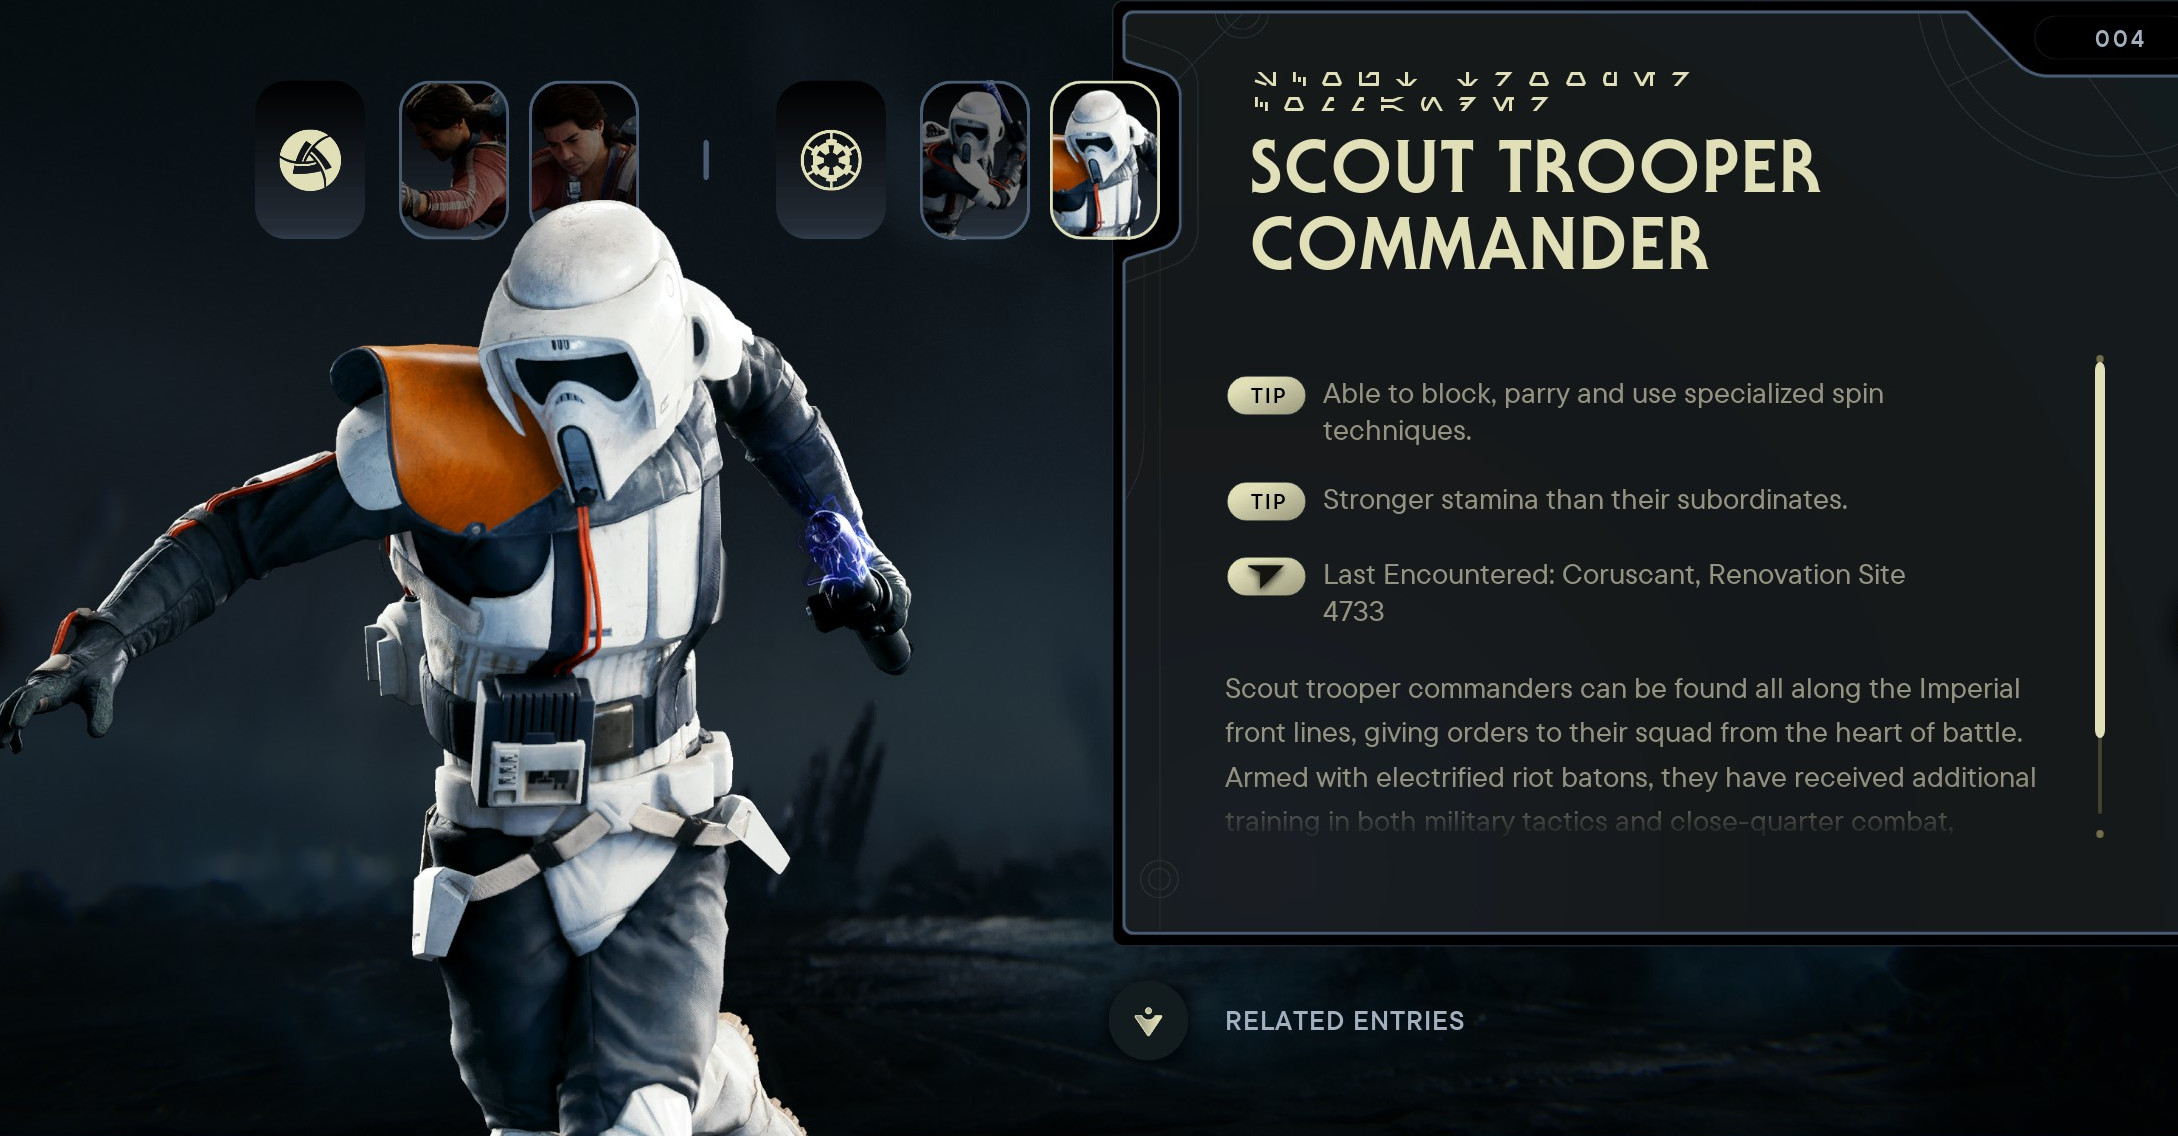 004
SCOUT TROOPER
COMMANDER
TIP Able to block, parry and use specialized spin
techniques.
TIP Stronger stamina than their subordinates.
Last Encountered: Coruscant, Renovation Site
4733
Scout trooper commanders can be found all along the Imperial
front lines, giving orders to their squad from the heart of battle.
Armed with electrified riot batons, they have received additional
training in both military tactics and close-quarter combat,
RELATED ENTRIES